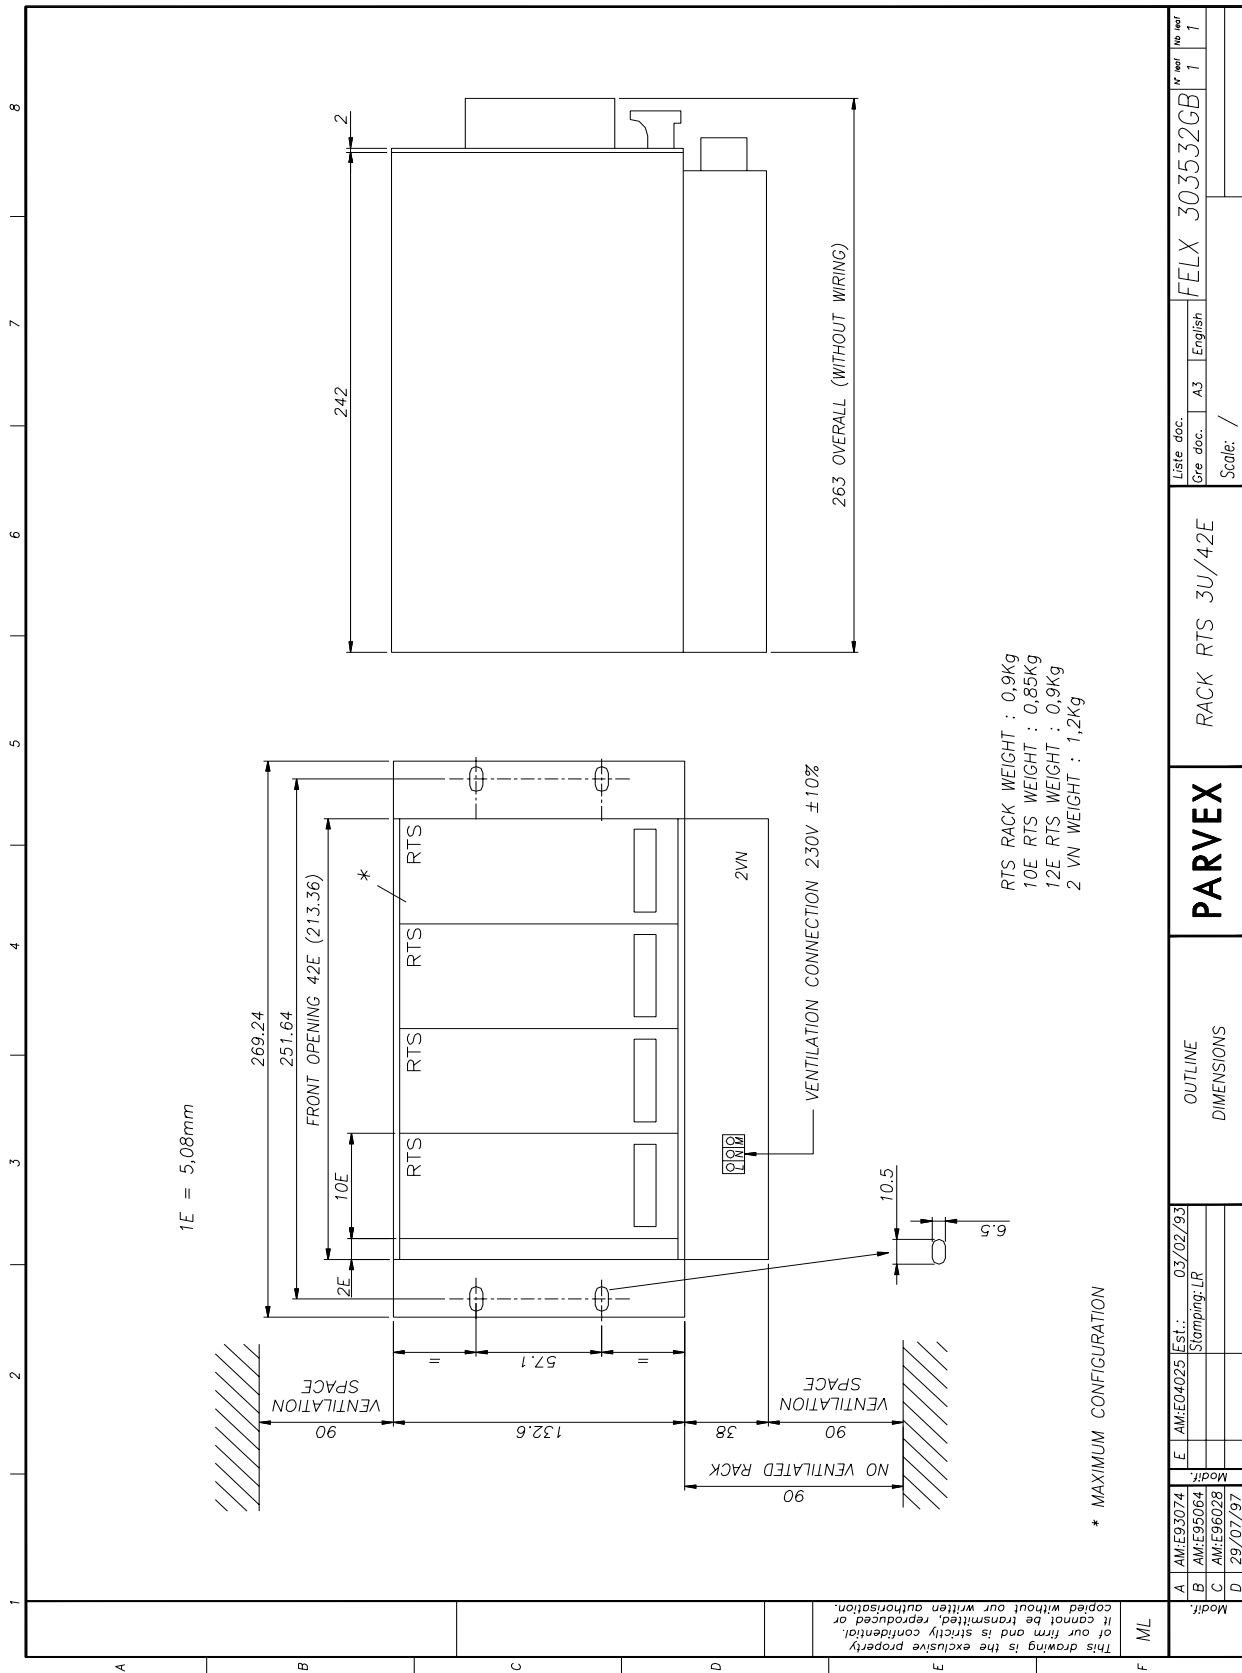 1
2
3
4
5
6
7
8
A
B
C
D
E
F
1E = 5,08mm
269.24
251.64
FRONT OPENING 42E (213.36)
10E
2E
*
RTS
RTS
RTS
RTS
2VN
L N M
VENTILATION CONNECTION 230V ±10%
10.5
6.5
=
57.1
=
90
VENTILATION
SPACE
132.6
38
90
VENTILATION
SPACE
NO VENTILATED RACK
90
242
2
263 OVERALL (WITHOUT WIRING)
RTS RACK WEIGHT : 0,9Kg
10E RTS WEIGHT : 0,85Kg
12E RTS WEIGHT : 0,9Kg
2 VN WEIGHT : 1,2Kg
* MAXIMUM CONFIGURATION
This drawing is the exclusive property
of our firm and is strictly confidential.
It cannot be transmitted, reproduced or
copied without our written authorisation.
ML
Modif.
A AM:E93074
B AM:E95064
C AM:E96028
D 29/07/97
Modif.
E AM:E04025
Est.: 03/02/93
Stamping: LR
OUTLINE
DIMENSIONS
PARVEX
RACK RTS 3U/42E
Liste doc.
Gre doc. A3 English
Scale: /
FELX 303532GB
N° leaf
1
Nb leaf
1